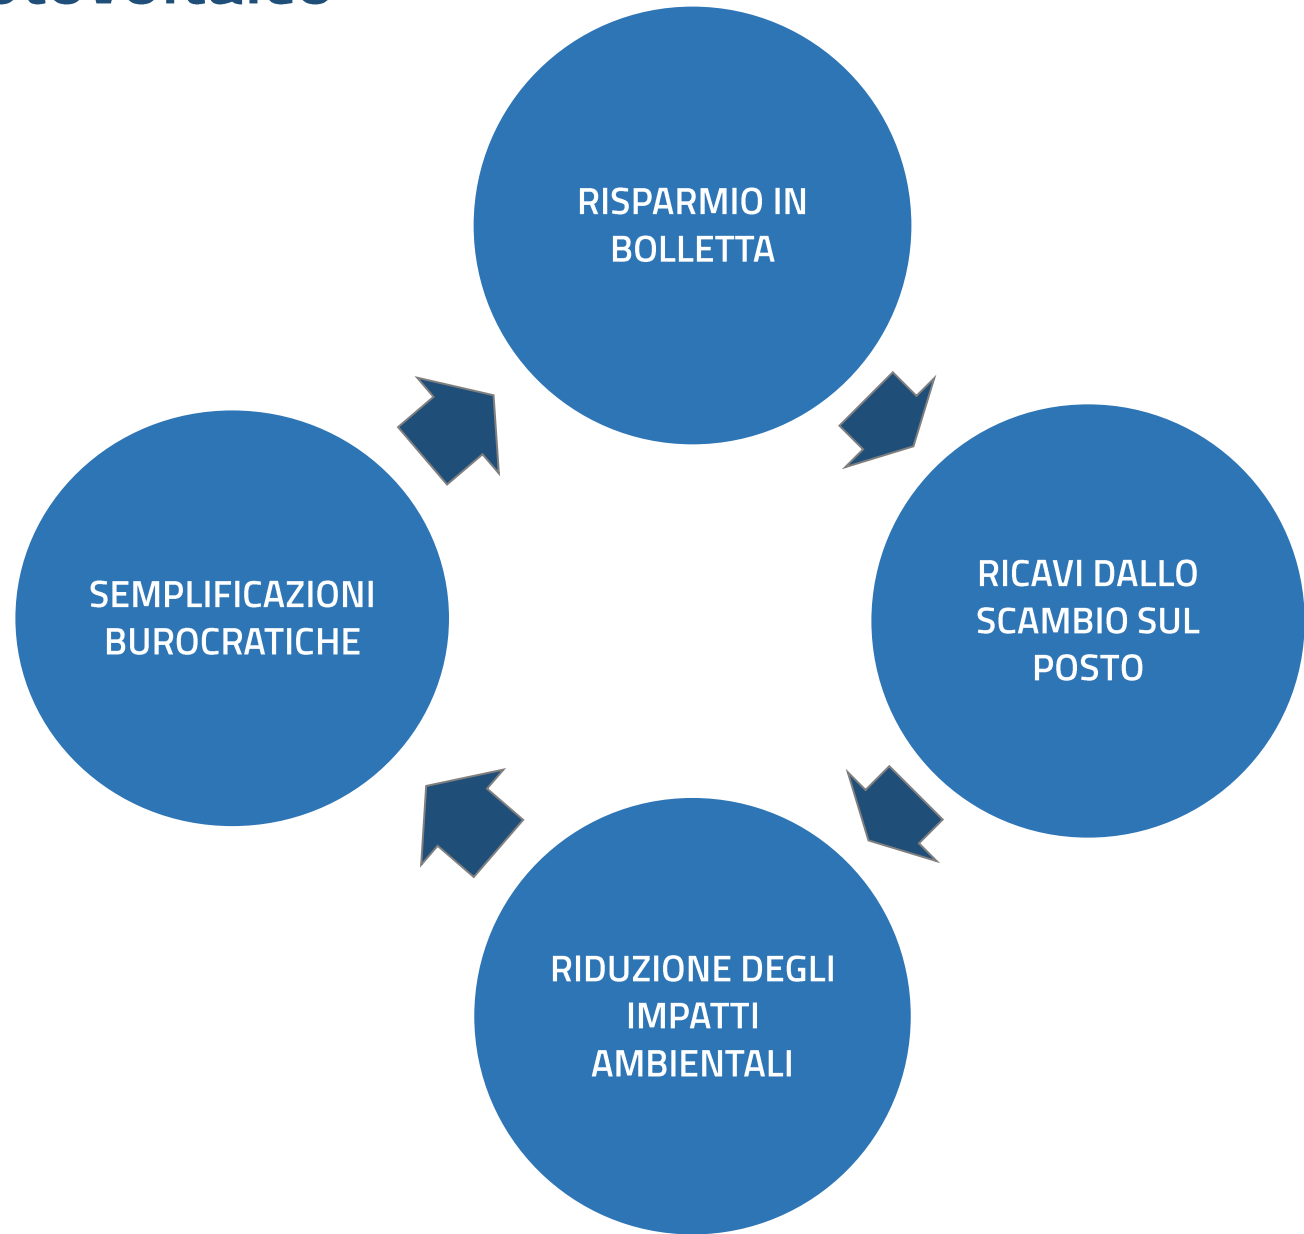 RISPARMIO IN
BOLLETTA
RICAVI DALLO
SCAMBIO SUL
POSTO
SEMPLIFICAZIONI
BUROCRATICHE
RIDUZIONE DEGLI
IMPATTI
AMBIENTALI